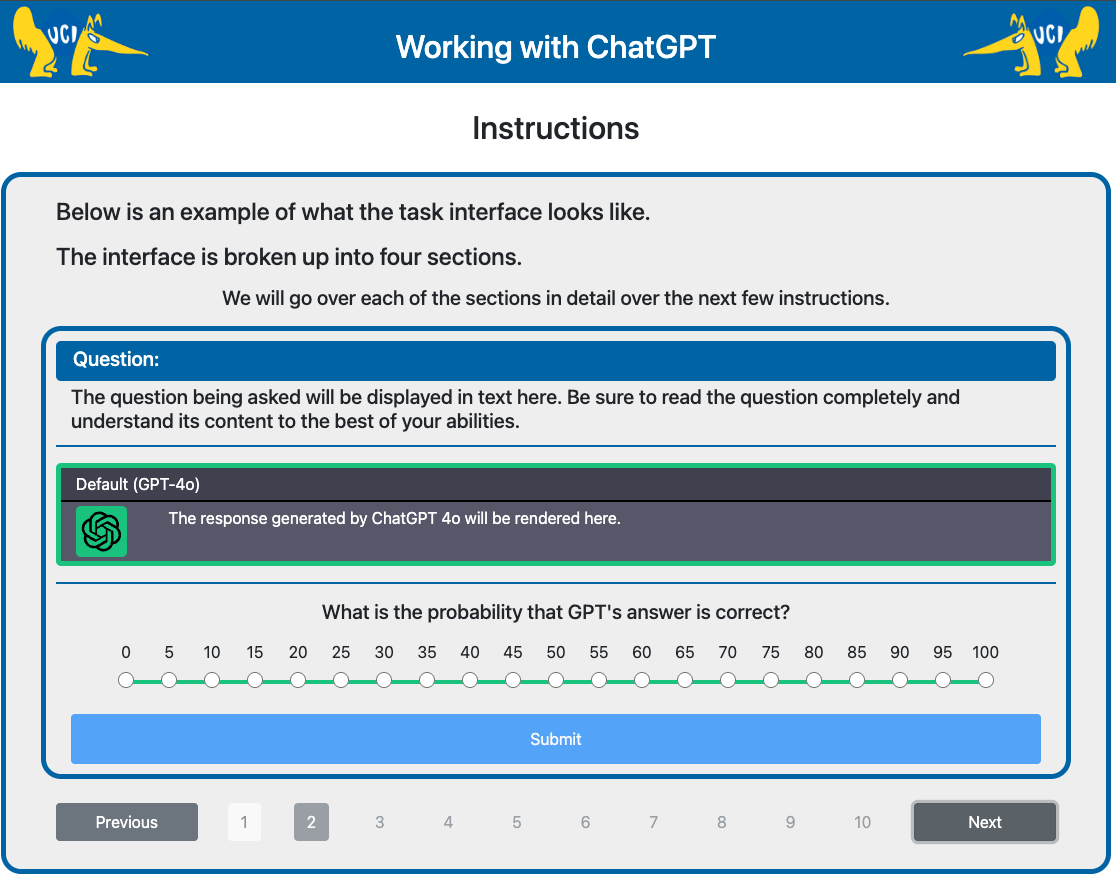 UCI
Working with ChatGPT
UCI
Instructions
Below is an example of what the task interface looks like.
The interface is broken up into four sections.
We will go over each of the sections in detail over the next few instructions.
Question:
The question being asked will be displayed in text here. Be sure to read the question completely and
understand its content to the best of your abilities.
Default (GPT-4o)
The response generated by ChatGPT 4o will be rendered here.
What is the probability that GPT's answer is correct?
0 5 10 15 20 25 30 35 40 45 50 55 60 65 70 75 80 85 90 95 100
Submit
Previous 1 2 3 4 5 6 7 8 9 10 Next